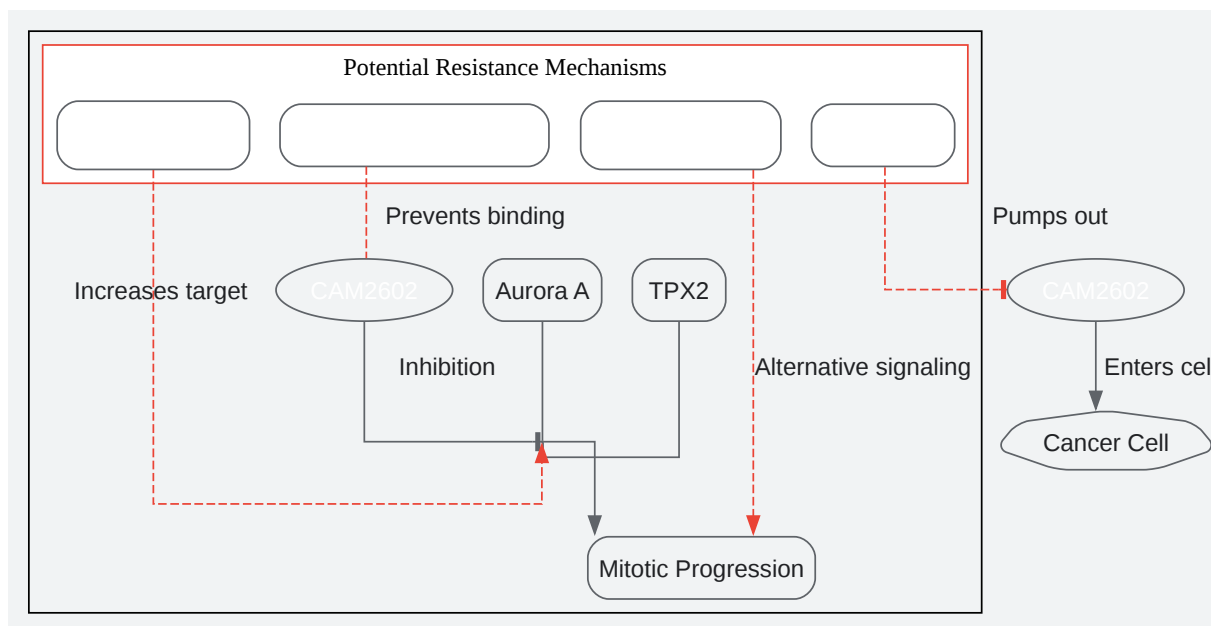 Potential Resistance Mechanisms
Prevents binding
Pumps out
Increases target
CAM2602
Aurora A
TPX2
CAM2602
Inhibition
Alternative signaling
Enters cel
Cancer Cell
Mitotic Progression